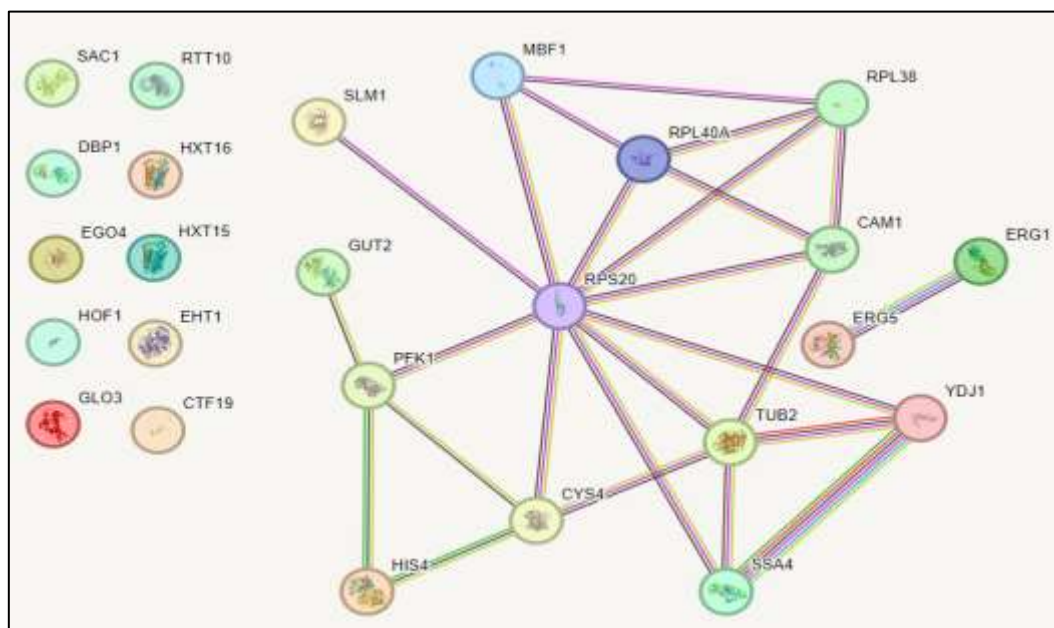 SAC1
RTT10
MBF1
RPL38
SLM1
RPL40A
DBP1
HXT16
CAM1
ERG1
EGO4
HXT15
GUT2
RPS20
HOF1
EHT1
ERG5
PFK1
GLO3
CTF19
TUB2
YDJ1
CYS4
HIS4
SSA4